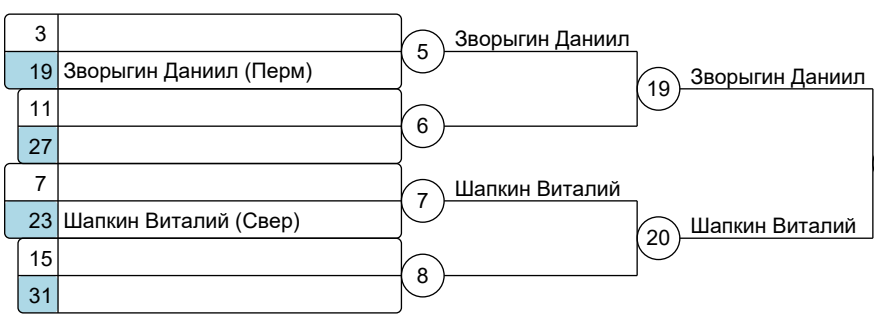 3
5
Зворыгин Даниил
19 Зворыгин Даниил (Перм)
19
Зворыгин Даниил
11
6
27
7
7
Шапкин Виталий
23 Шапкин Виталий (Свер)
20
Шапкин Виталий
15
8
31